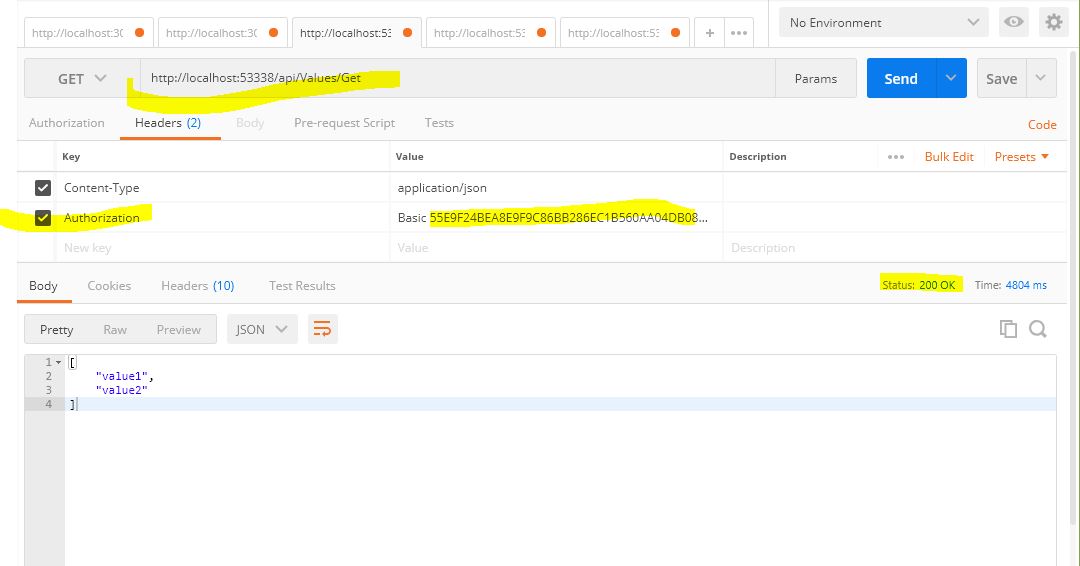 http://localhost:30 http://localhost:30 http://localhost:53 http://localhost:53 http://localhost:53 + ••• No Environment
GET http://localhost:53338/api/Values/Get Params Send Save
Authorization Headers (2) Body Pre-request Script Tests Code
Key Value Description ••• Bulk Edit Presets
Content-Type application/json
Authorization Basic 55E9F24BEA8E9F9C86BB286EC1B560AA04DB08...
New key Value Description
Body Cookies Headers (10) Test Results Status: 200 OK Time: 4804 ms
Pretty Raw Preview JSON
1 [
2 "value1",
3 "value2"
4 ]